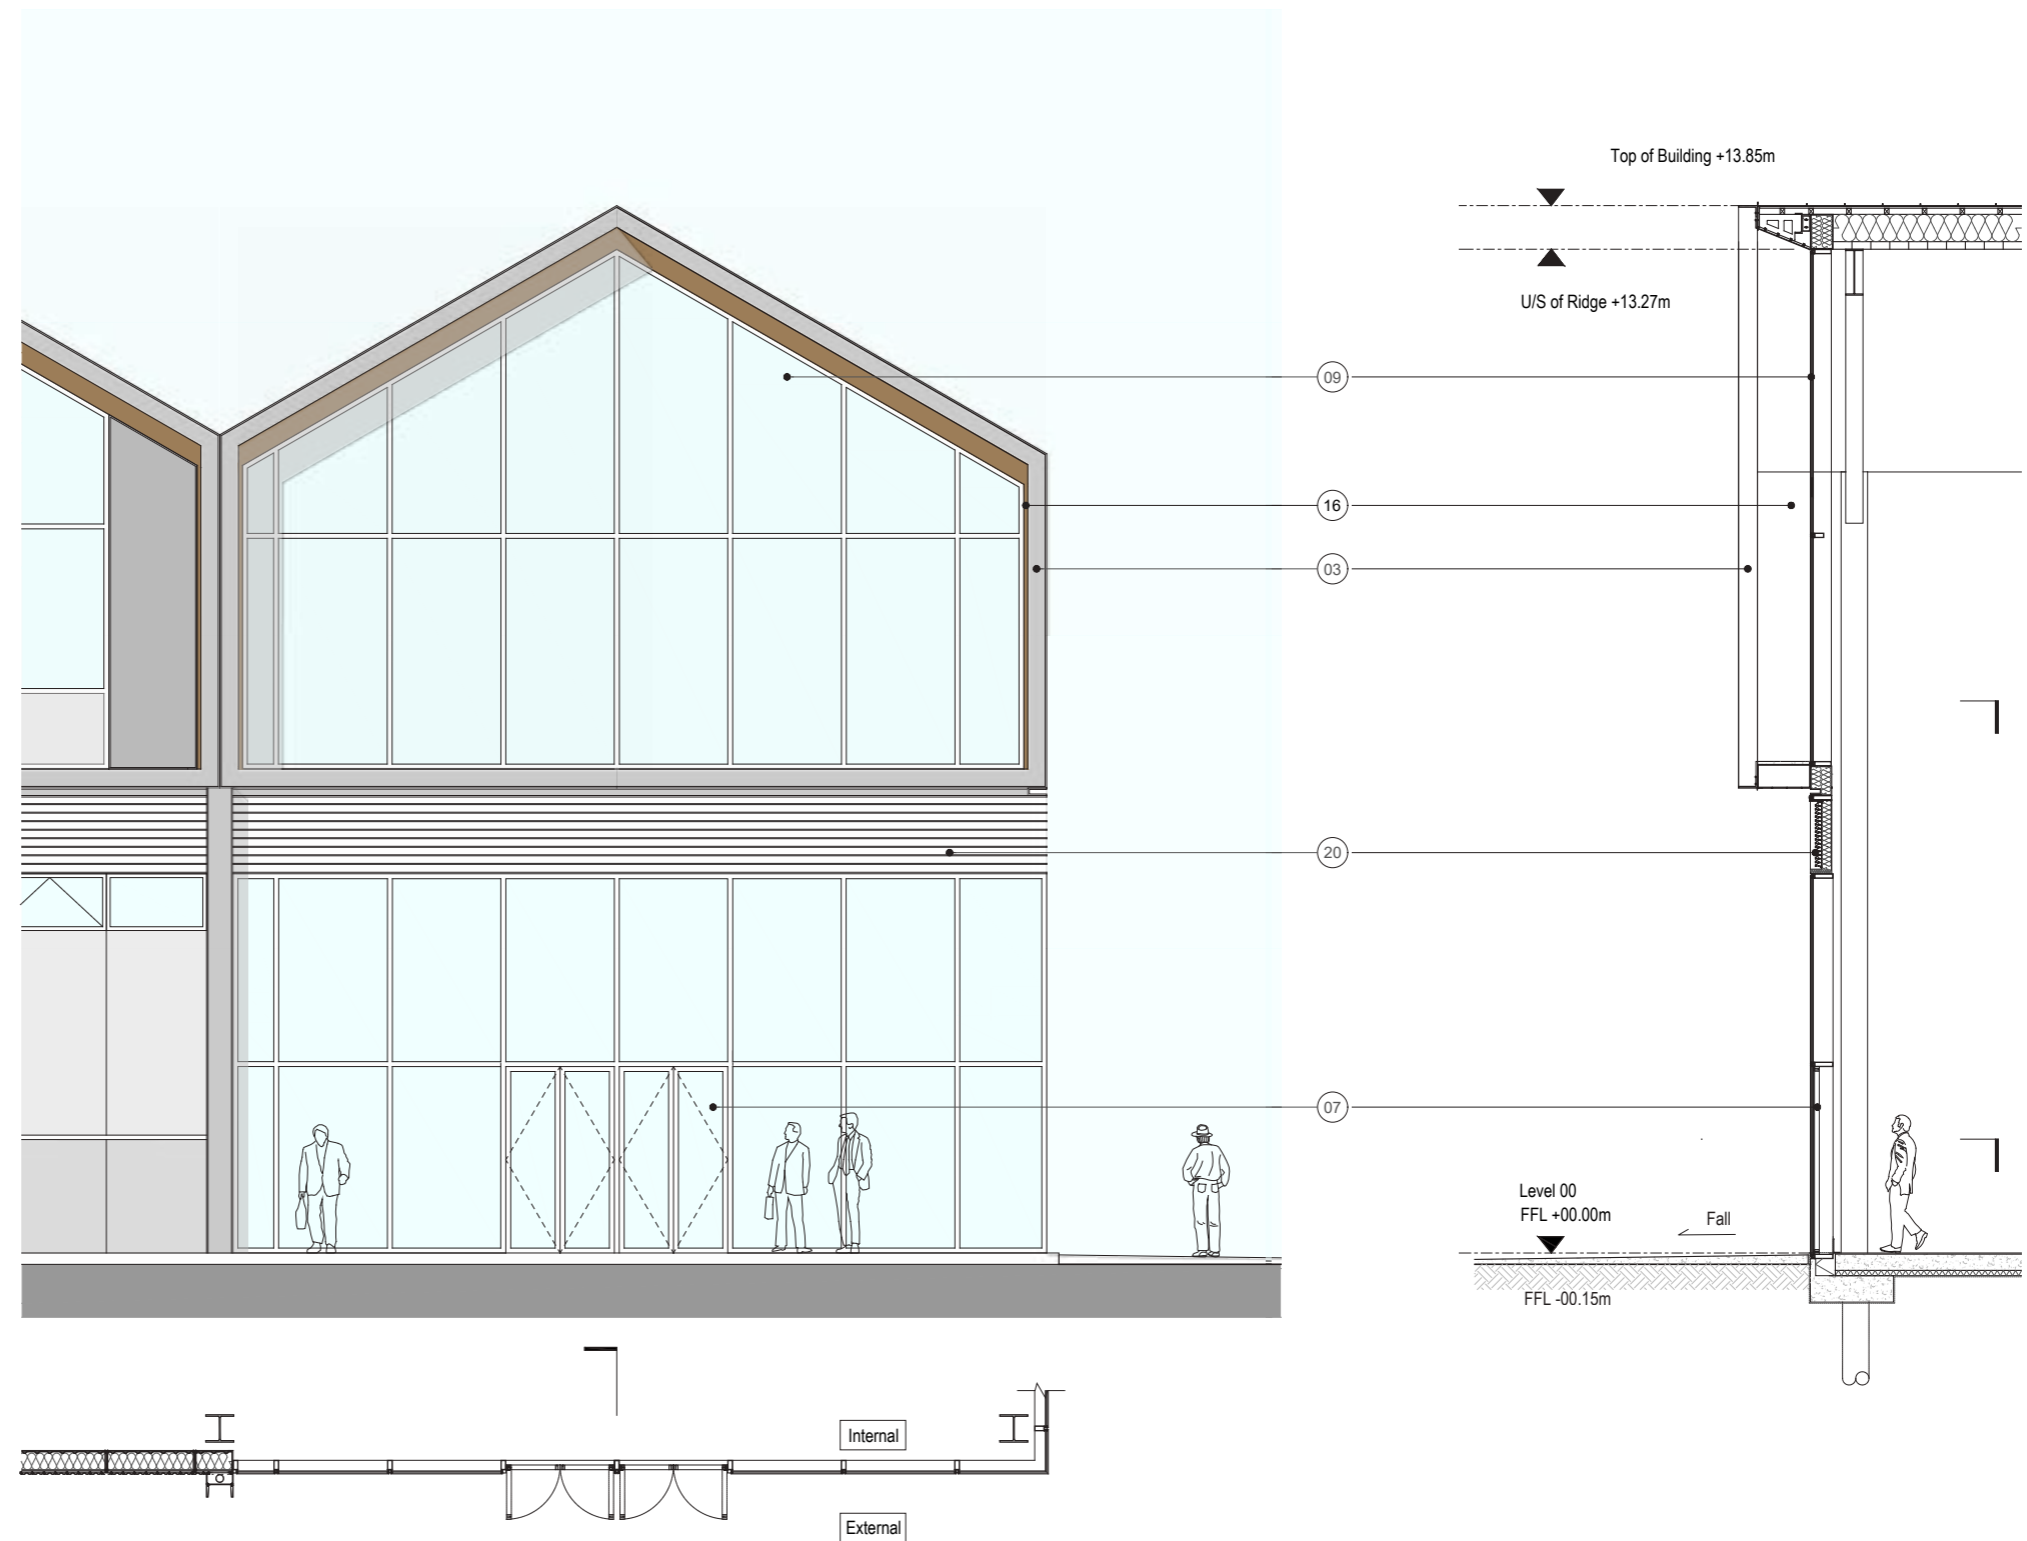 Top of Building +13.85m
U/S of Ridge +13.27m
09
16
03
20
07
Level 00
FFL +00.00m
Fall
FFL -00.15m
Internal
External